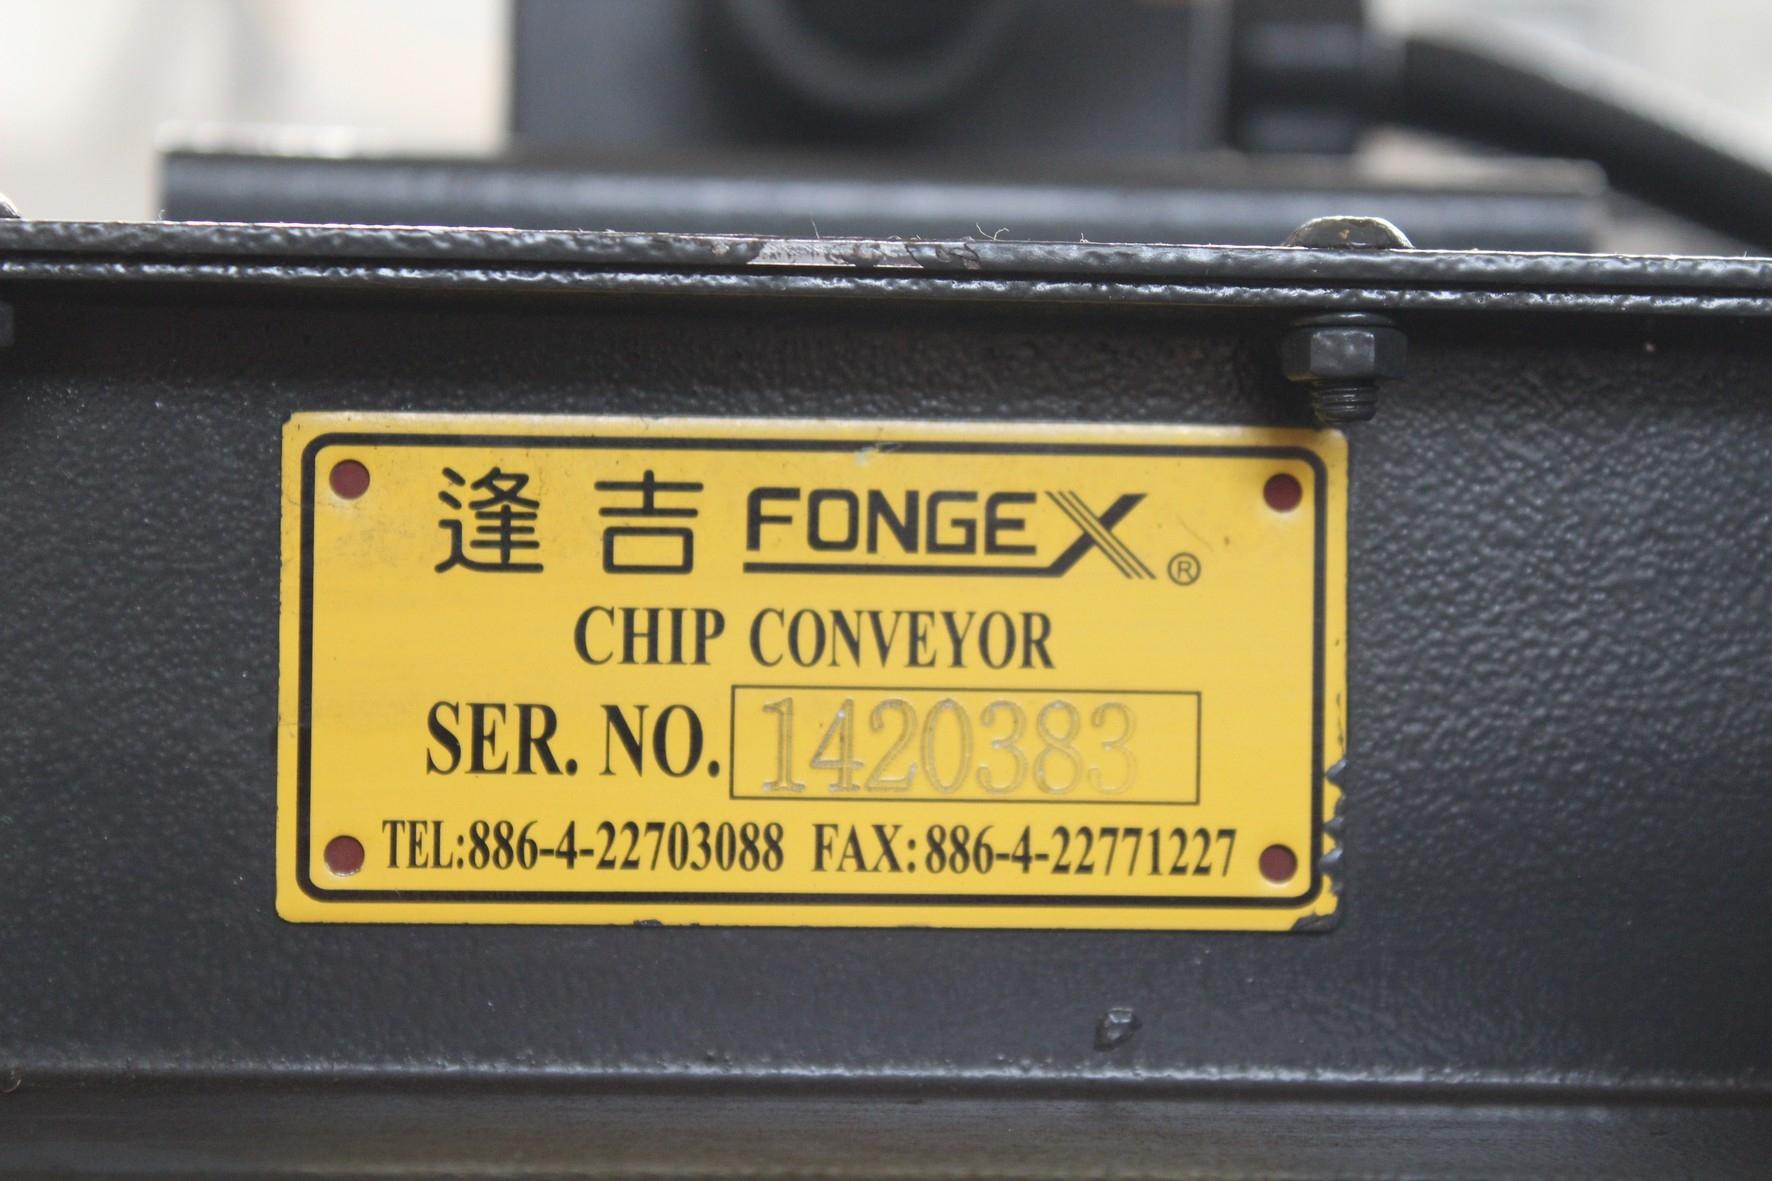 逢吉 FONGEX ®
CHIP CONVEYOR
SER. NO. 1420383
TEL:886-4-22703088 FAX:886-4-22771227